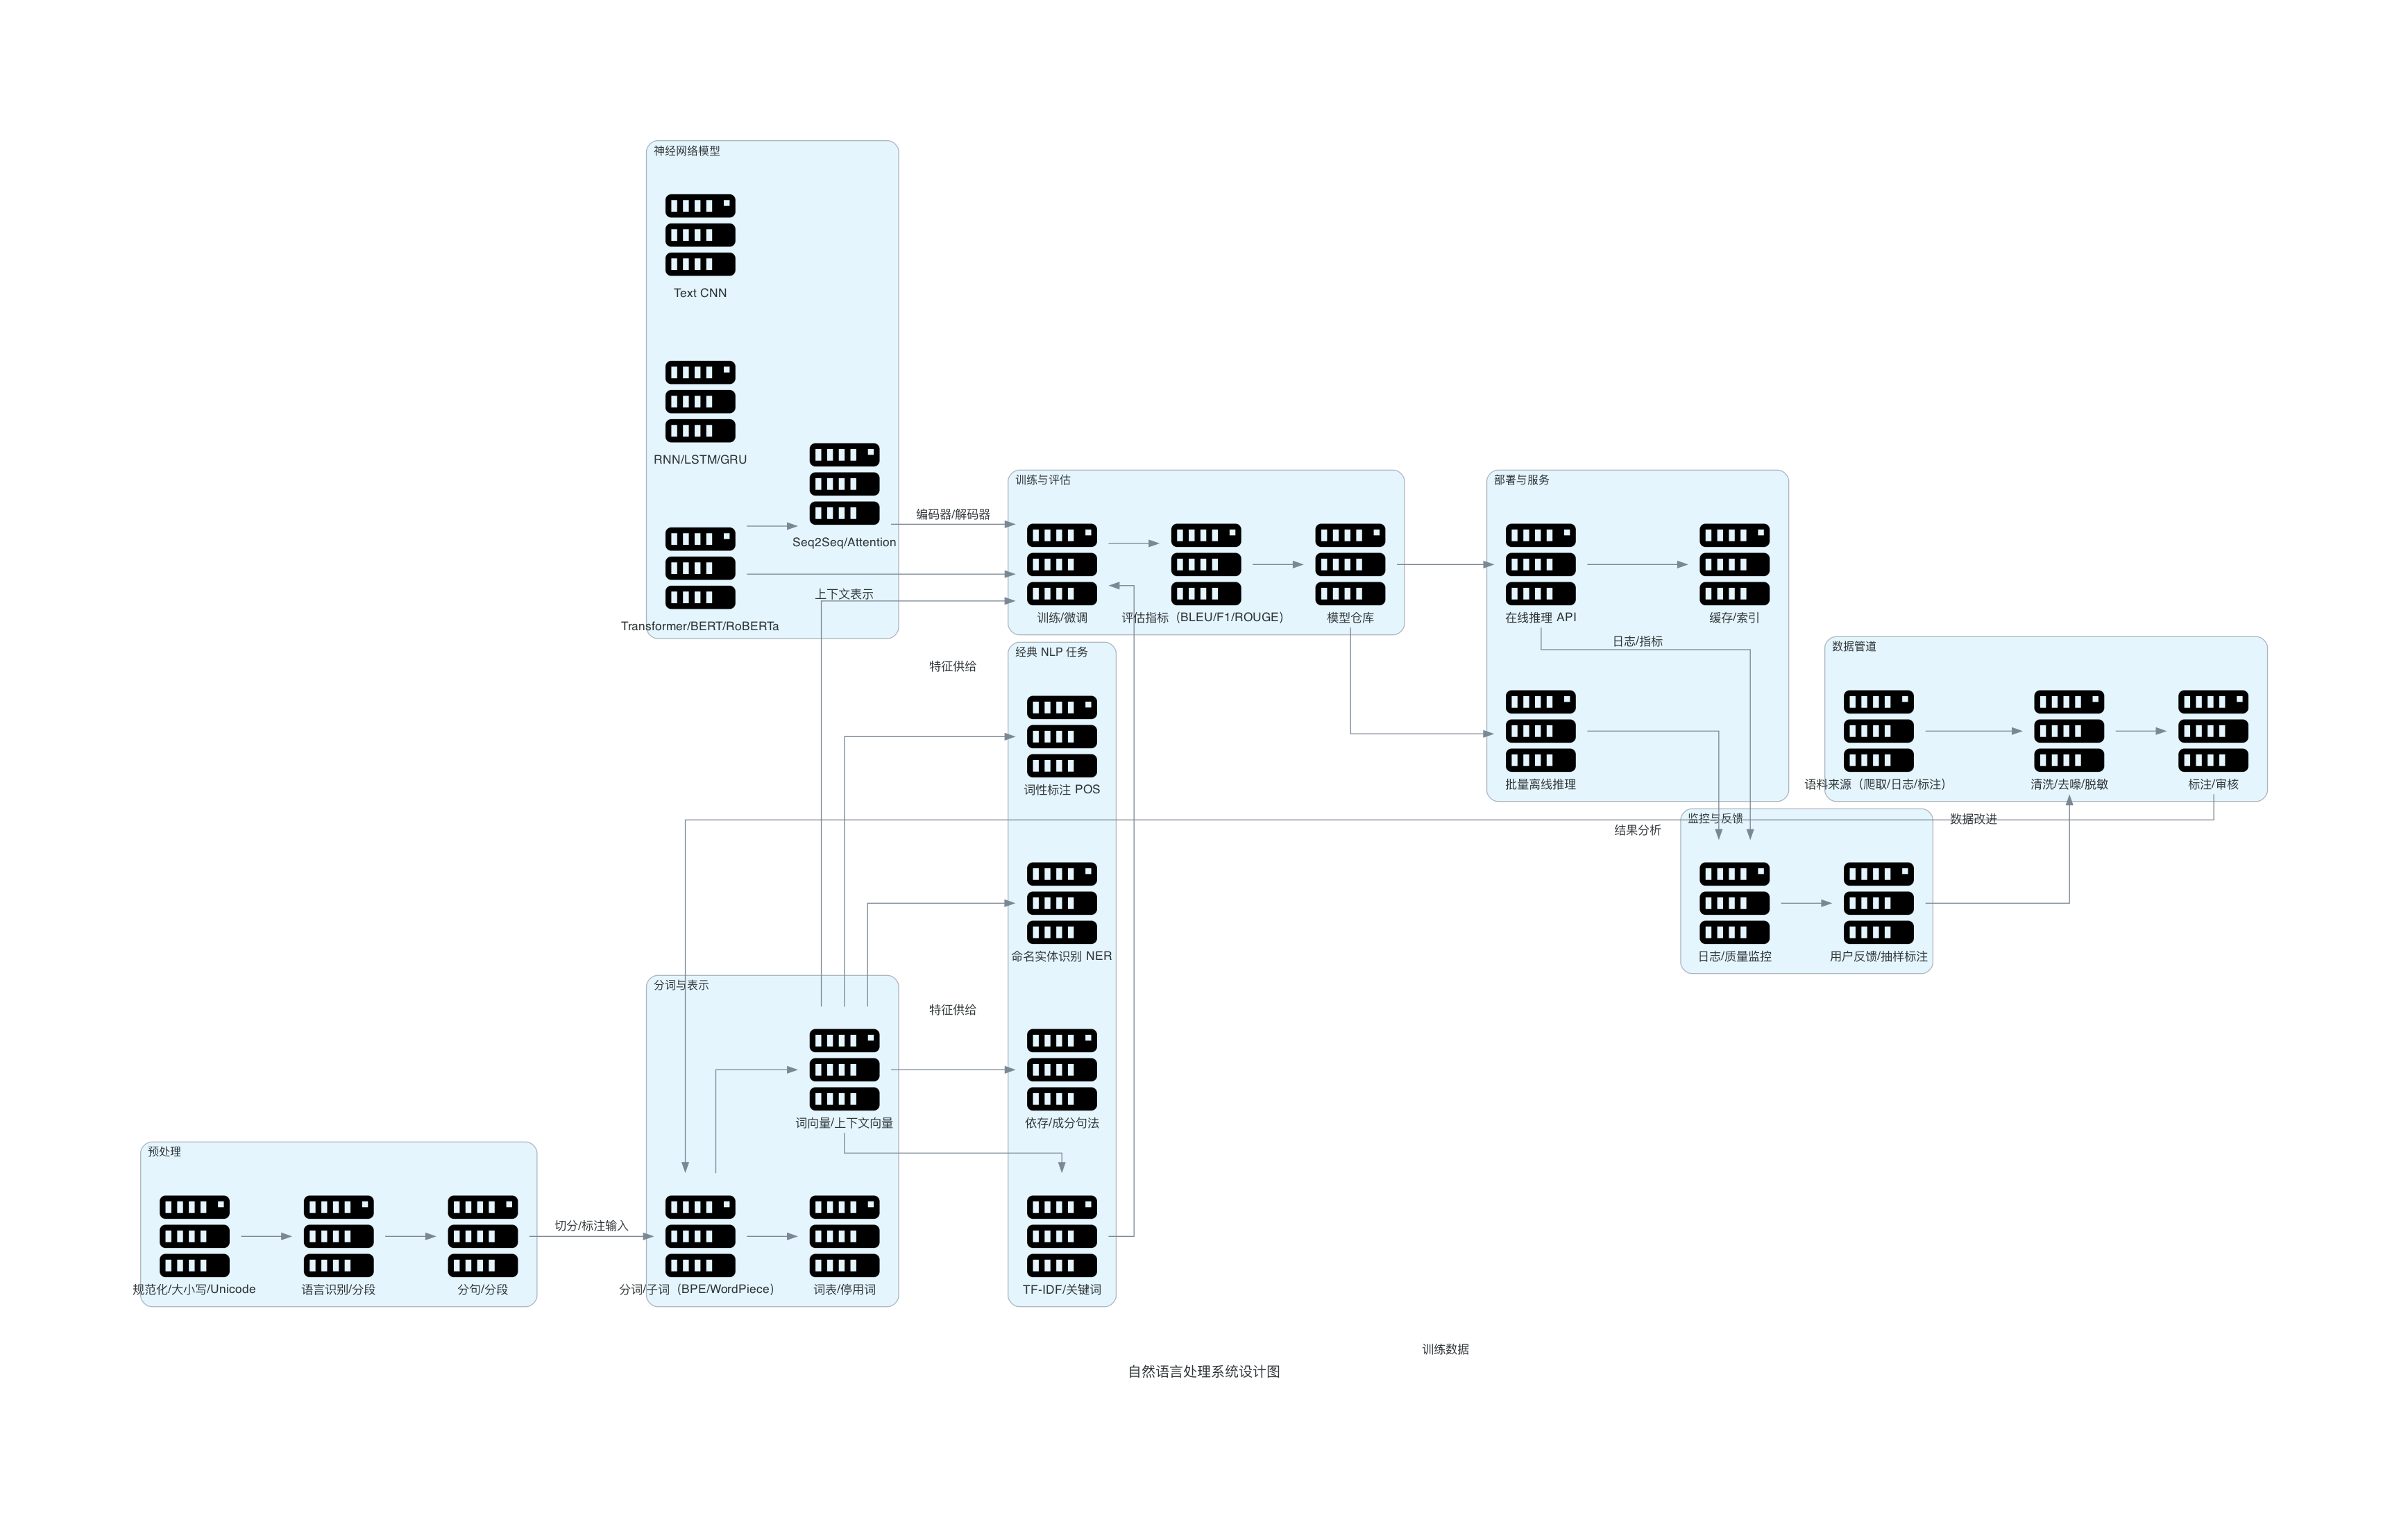 神经网络模型
Text CNN
RNN/LSTM/GRU
Seq2Seq/Attention
Transformer/BERT/RoBERTa
编码器/解码器
上下文表示
训练与评估
训练/微调
评估指标（BLEU/F1/ROUGE）
模型仓库
部署与服务
在线推理 API
缓存/索引
日志/指标
批量离线推理
数据管道
语料来源（爬取/日志/标注）
清洗/去噪/脱敏
标注/审核
特征供给
经典 NLP 任务
词性标注 POS
命名实体识别 NER
依存/成分句法
TF-IDF/关键词
结果分析
监控与反馈
数据改进
日志/质量监控
用户反馈/抽样标注
分词与表示
特征供给
词向量/上下文向量
分词/子词（BPE/WordPiece）
词表/停用词
预处理
规范化/大小写/Unicode
语言识别/分段
分句/分段
切分/标注输入
训练数据
自然语言处理系统设计图